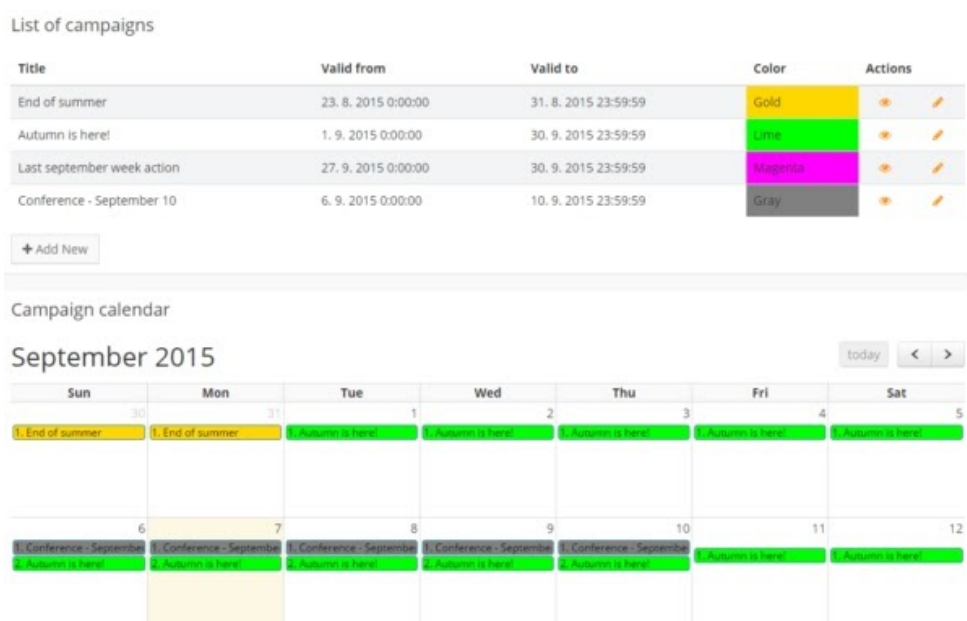 List of campaigns
Title Valid from Valid to Color Actions
End of summer 23. 8. 2015 0:00:00 31. 8. 2015 23:59:59 Gold
Autumn is here! 1. 9. 2015 0:00:00 30. 9. 2015 23:59:59 Lime
Last september week action 27. 9. 2015 0:00:00 30. 9. 2015 23:59:59 Magenta
Conference - September 10 6. 9. 2015 0:00:00 10. 9. 2015 23:59:59 Gray
+ Add New
Campaign calendar
September 2015 today < >
Sun Mon Tue Wed Thu Fri Sat
30 31 1 2 3 4 5
1. End of summer 1. End of summer 1. Autumn is here! 1. Autumn is here! 1. Autumn is here! 1. Autumn is here! 1. Autumn is here!
6 7 8 9 10 11 12
1. Conference - Septembe 1. Conference - Septembe 1. Conference - Septembe 1. Conference - Septembe 1. Conference - Septembe
2. Autumn is here! 2. Autumn is here! 2. Autumn is here! 2. Autumn is here! 2. Autumn is here! 1. Autumn is here! 1. Autumn is here!